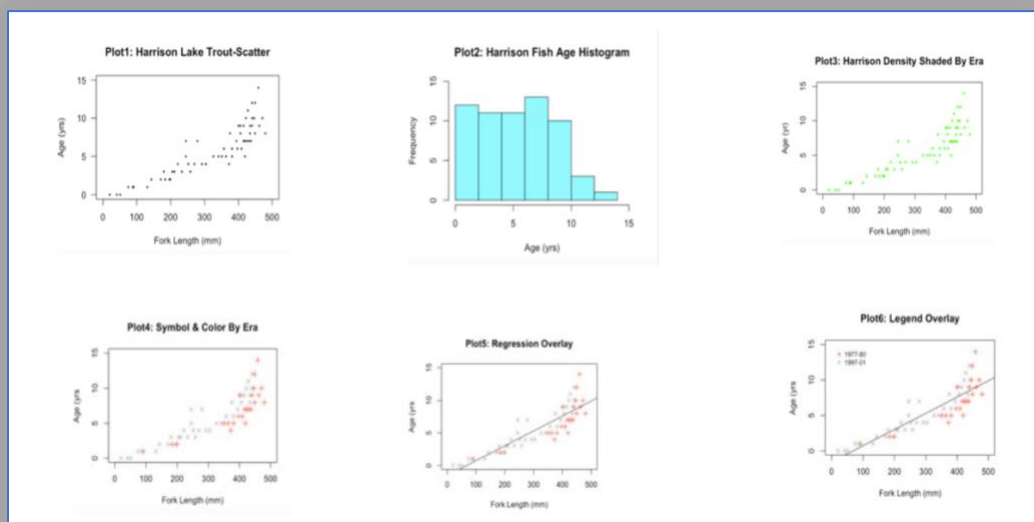 Plot1: Harrison Lake Trout-Scatter
15
10
5
0
Age (yrs)
0 100 200 300 400 500
Fork Length (mm)
Plot2: Harrison Fish Age Histogram
10
5
0
Frequency
0 5 10 15
Age (yrs)
Plot3: Harrison Density Shaded By Era
15
10
5
0
Age (yr)
0 100 200 300 400 500
Fork Length (mm)
Plot4: Symbol & Color By Era
15
10
5
0
Age (yrs
0 100 200 300 400 500
Fork Length (mm)
Plot5: Regression Overlay
15
10
5
0
Age (yrs
0 100 200 300 400 500
Fork Length (mm)
Plot6: Legend Overlay
15
10
5
0
Age (yrs
1977-80
1997-01
0 100 200 300 400 500
Fork Length (mm)